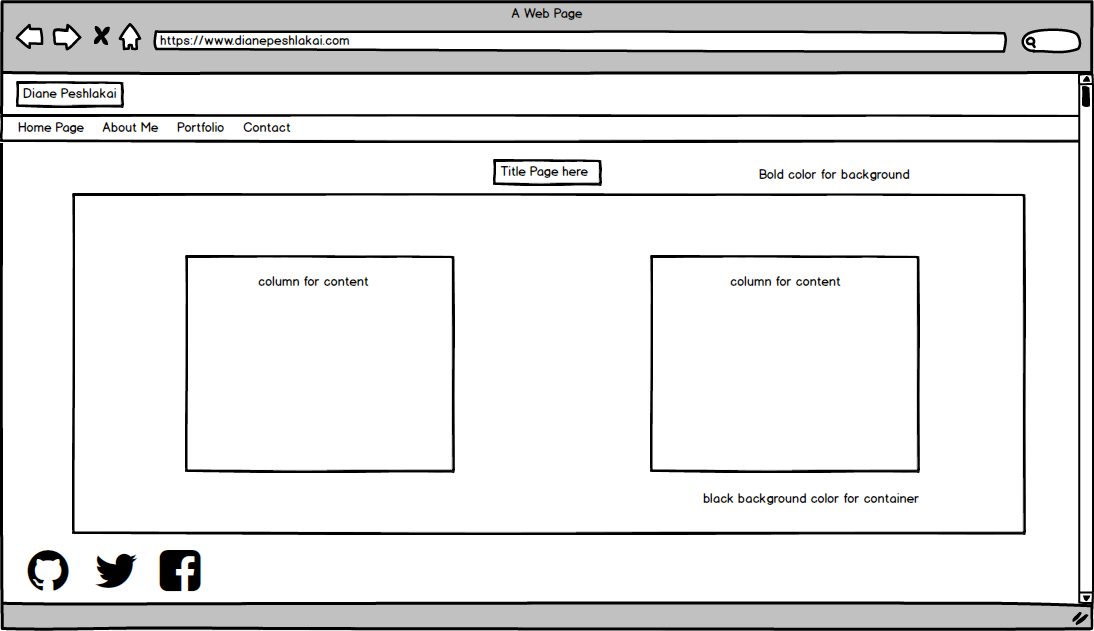 A Web Page
https://www.dianepeshlakai.com
Diane Peshlakai
Home Page About Me Portfolio Contact
Title Page here
Bold color for background
column for content
column for content
black background color for container